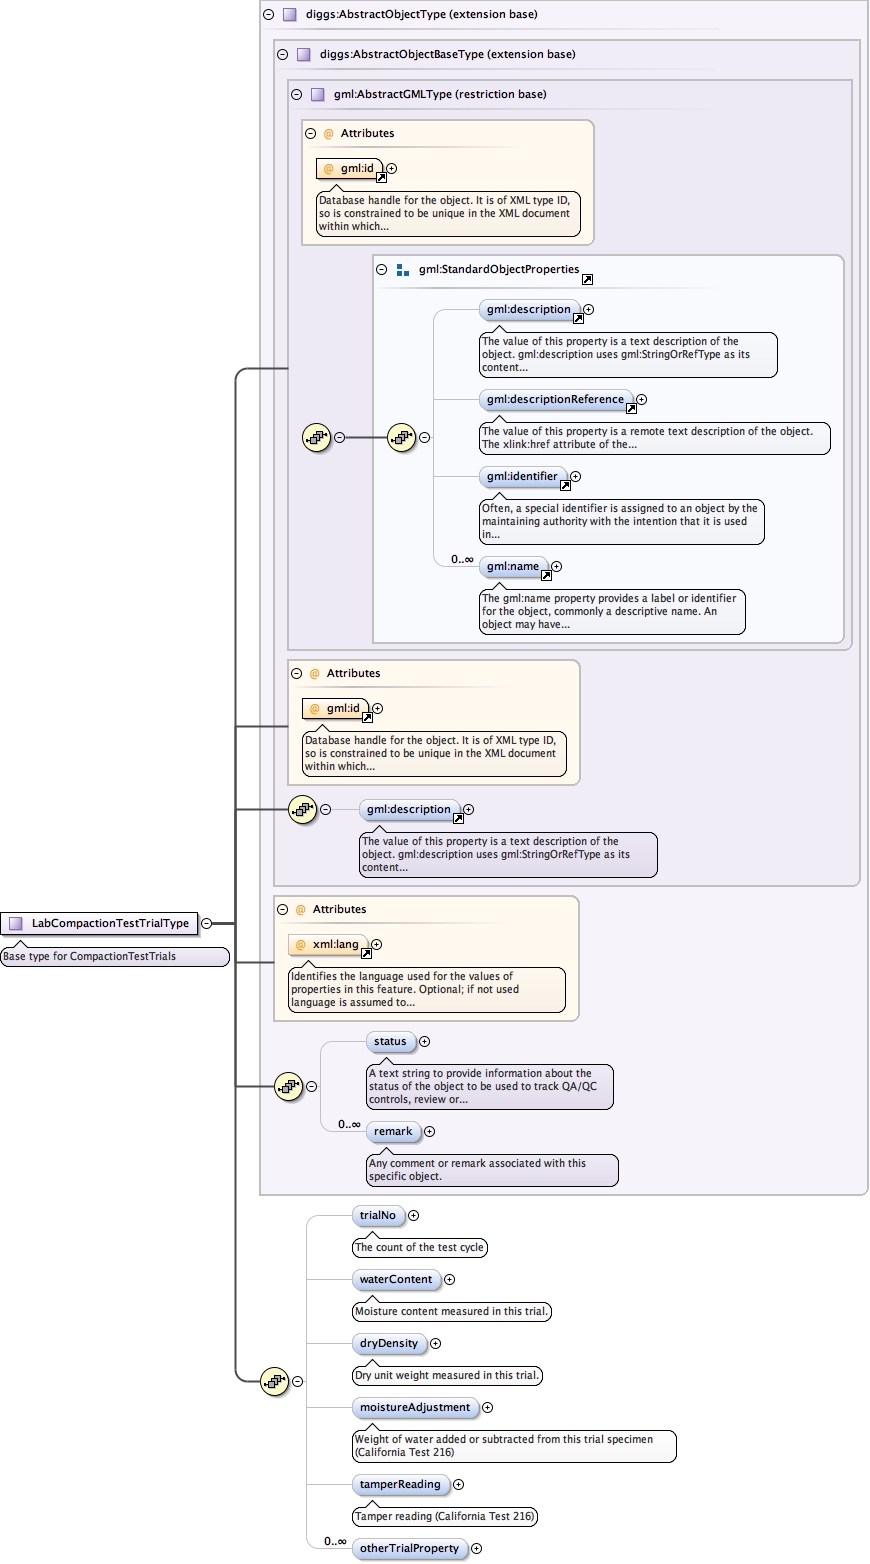 diggs:AbstractObjectType (extension base)
diggs:AbstractObjectBaseType (extension base)
gml:AbstractGMLType (restriction base)
@ Attributes
@ gml:id
Database handle for the object. It is of XML type ID,
so is constrained to be unique in the XML document
within which...
gml:StandardObjectProperties
gml:description
The value of this property is a text description of the
object. gml:description uses gml:StringOrRefType as its
content...
gml:descriptionReference
The value of this property is a remote text description of the object.
The xlink:href attribute of the...
gml:identifier
Often, a special identifier is assigned to an object by the
maintaining authority with the intention that it is used
in...
0..∞
gml:name
The gml:name property provides a label or identifier
for the object, commonly a descriptive name. An
object may have...
@ Attributes
@ gml:id
Database handle for the object. It is of XML type ID,
so is constrained to be unique in the XML document
within which...
gml:description
The value of this property is a text description of the
object. gml:description uses gml:StringOrRefType as its
content...
LabCompactionTestTrialType
Base type for CompactionTestTrials
@ Attributes
@ xml:lang
Identifies the language used for the values of
properties in this feature. Optional; if not used
language is assumed to...
status
A text string to provide information about the
status of the object to be used to track QA/QC
controls, review or...
0..∞
remark
Any comment or remark associated with this
specific object.
trialNo
The count of the test cycle
waterContent
Moisture content measured in this trial.
dryDensity
Dry unit weight measured in this trial.
moistureAdjustment
Weight of water added or subtracted from this trial specimen
(California Test 216)
tamperReading
Tamper reading (California Test 216)
0..∞
otherTrialProperty